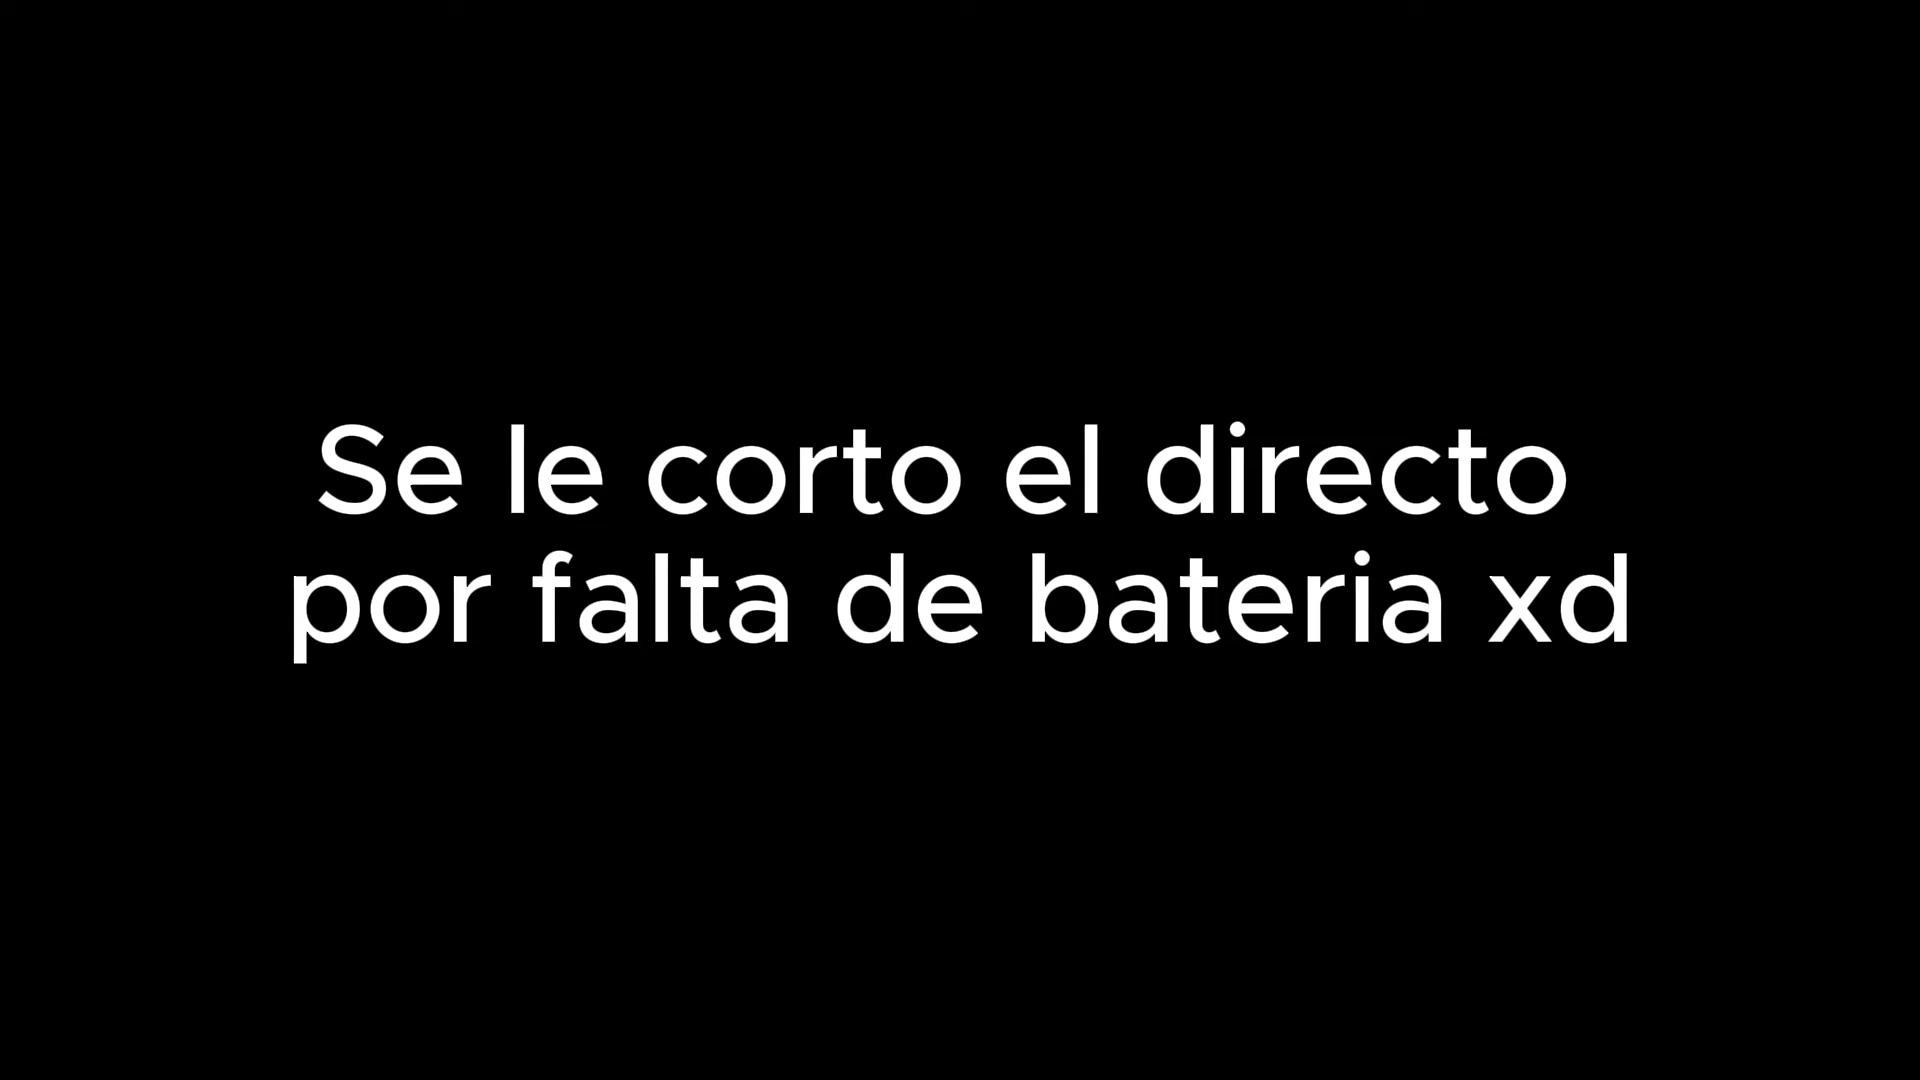 Se le corto el directo
por falta de bateria xd